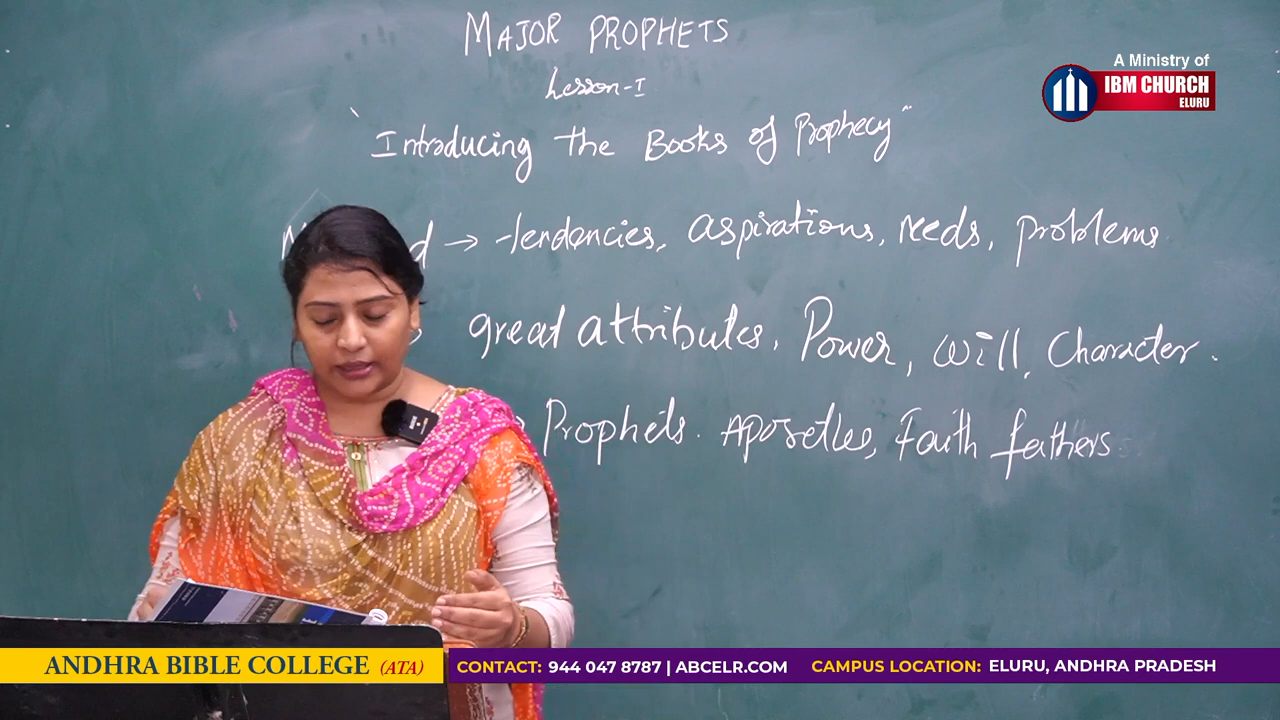 MAJOR PROPHETS
Lesson-I
"Introducing the Books of Prophecy"
→ tendencies, aspirations, needs, problems
great attributes, Power, will, Character.
Prophets. Apostles, Faith fathers
A Ministry of
IBM CHURCH
ELURU
ANDHRA BIBLE COLLEGE (ATA)
CONTACT: 944 047 8787 | ABCELR.COM CAMPUS LOCATION: ELURU, ANDHRA PRADESH